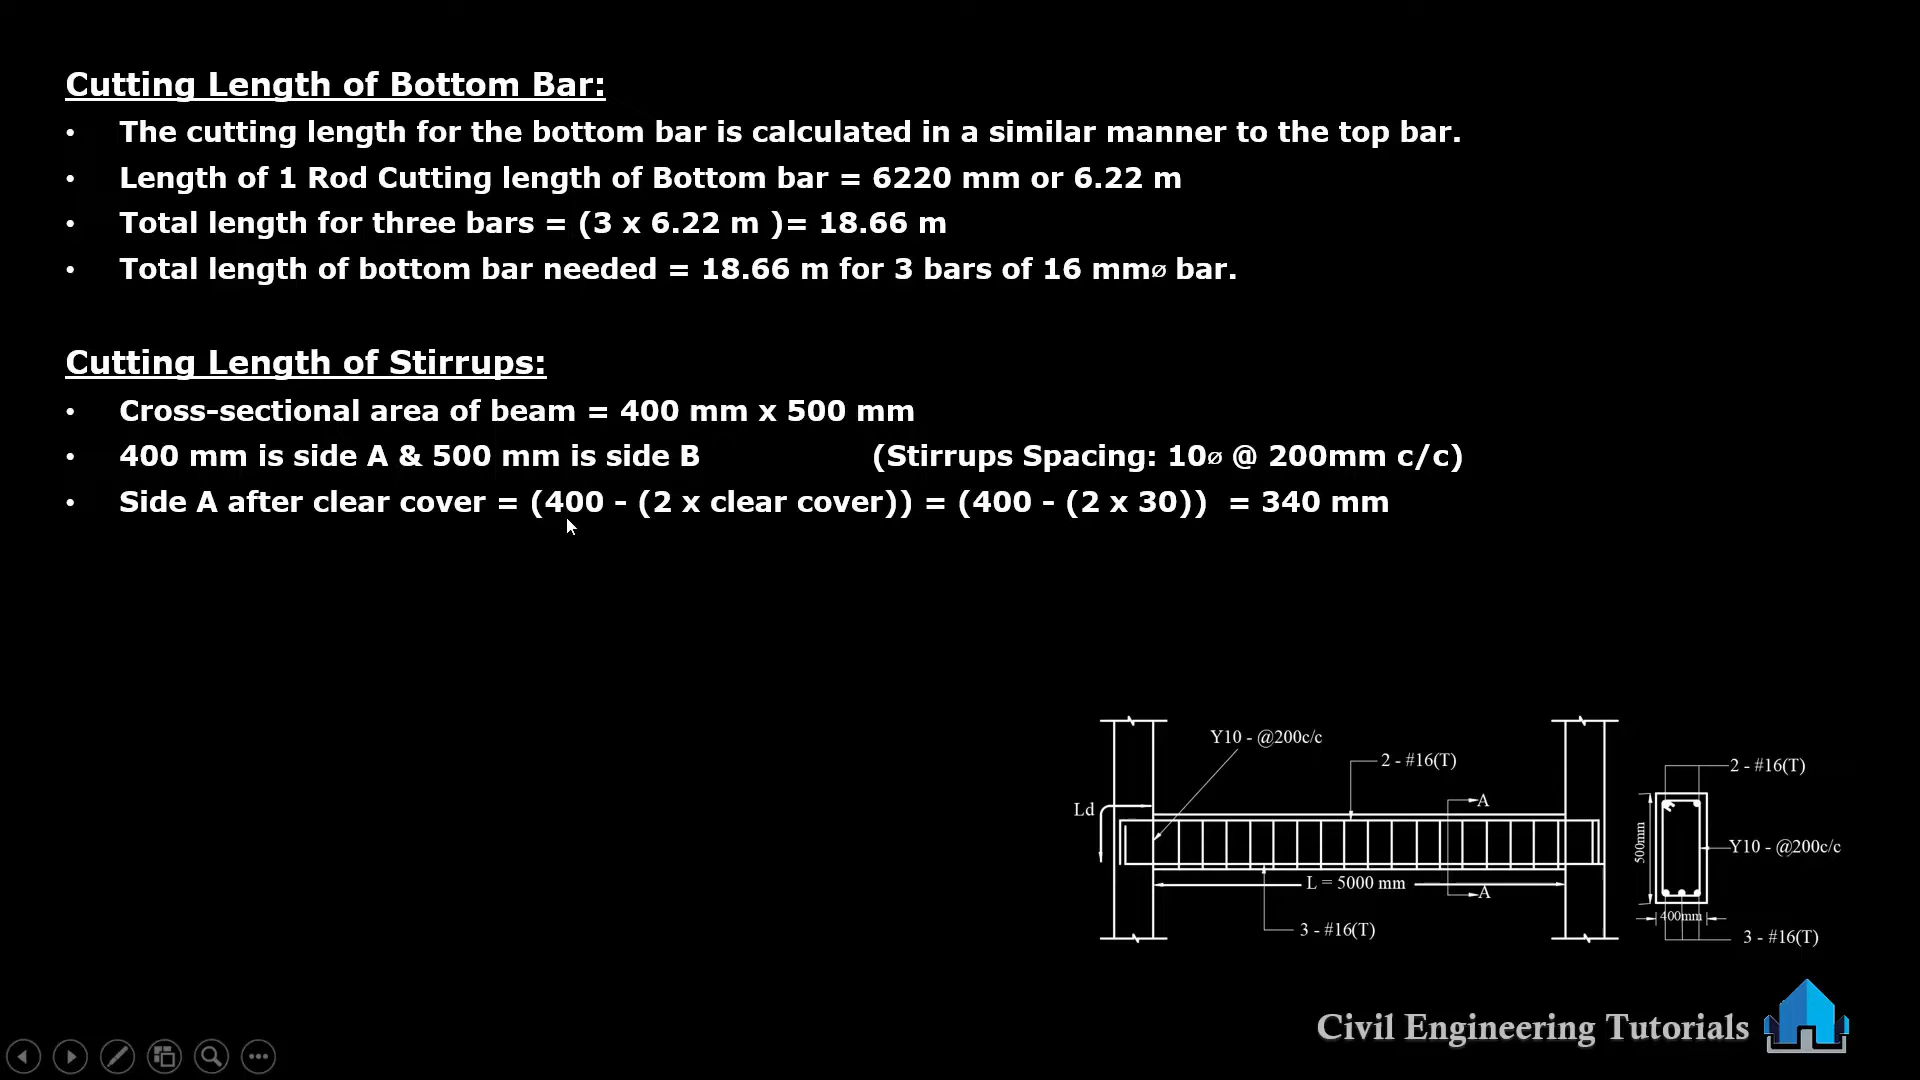 Cutting Length of Bottom Bar:
• The cutting length for the bottom bar is calculated in a similar manner to the top bar.
• Length of 1 Rod Cutting length of Bottom bar = 6220 mm or 6.22 m
• Total length for three bars = (3 x 6.22 m )= 18.66 m
• Total length of bottom bar needed = 18.66 m for 3 bars of 16 mmø bar.
Cutting Length of Stirrups:
• Cross-sectional area of beam = 400 mm x 500 mm
• 400 mm is side A & 500 mm is side B (Stirrups Spacing: 10ø @ 200mm c/c)
• Side A after clear cover = (400 - (2 x clear cover)) = (400 - (2 x 30)) = 340 mm
Y10 - @200c/c
2 - #16(T)
Ld
A
L = 5000 mm
A
3 - #16(T)
2 - #16(T)
500mm
Y10 - @200c/c
400mm
3 - #16(T)
Civil Engineering Tutorials